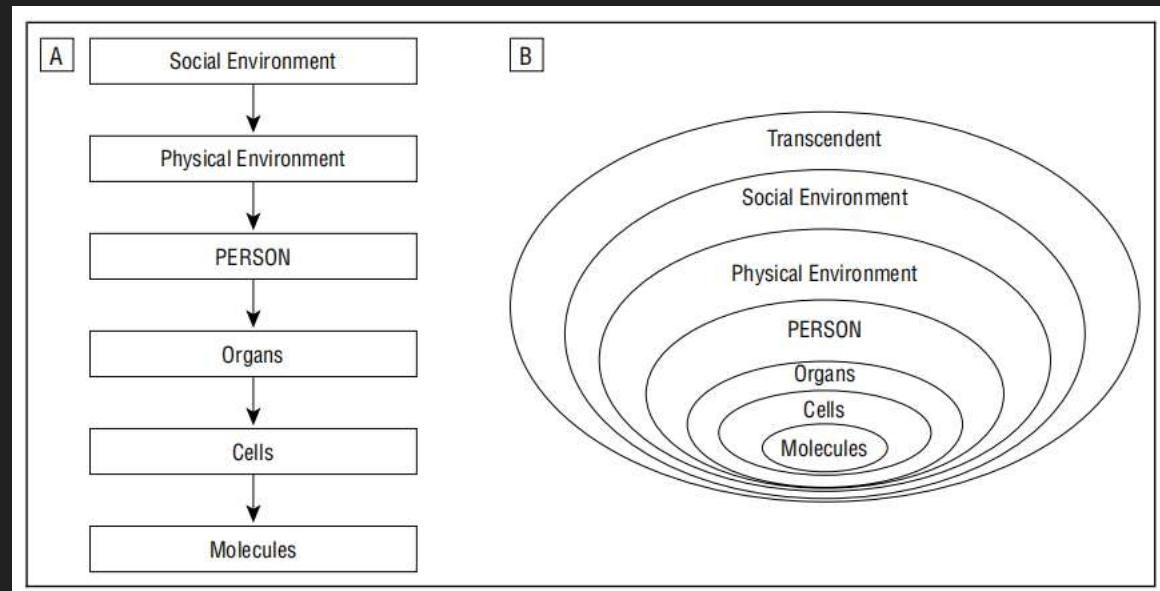 A
Social Environment
Physical Environment
PERSON
Organs
Cells
Molecules
B
Transcendent
Social Environment
Physical Environment
PERSON
Organs
Cells
Molecules